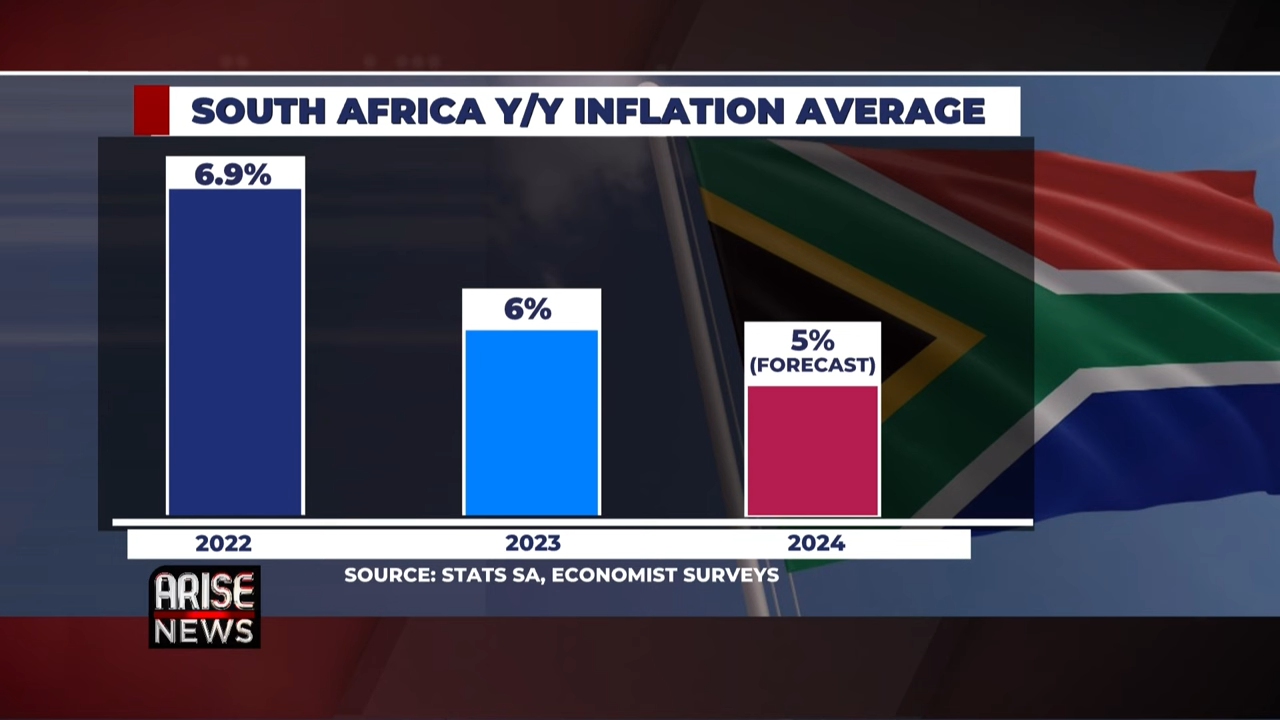 SOUTH AFRICA Y/Y INFLATION AVERAGE
6.9%
6%
5%
(FORECAST)
2022 2023 2024
SOURCE: STATS SA, ECONOMIST SURVEYS
ARISE
NEWS